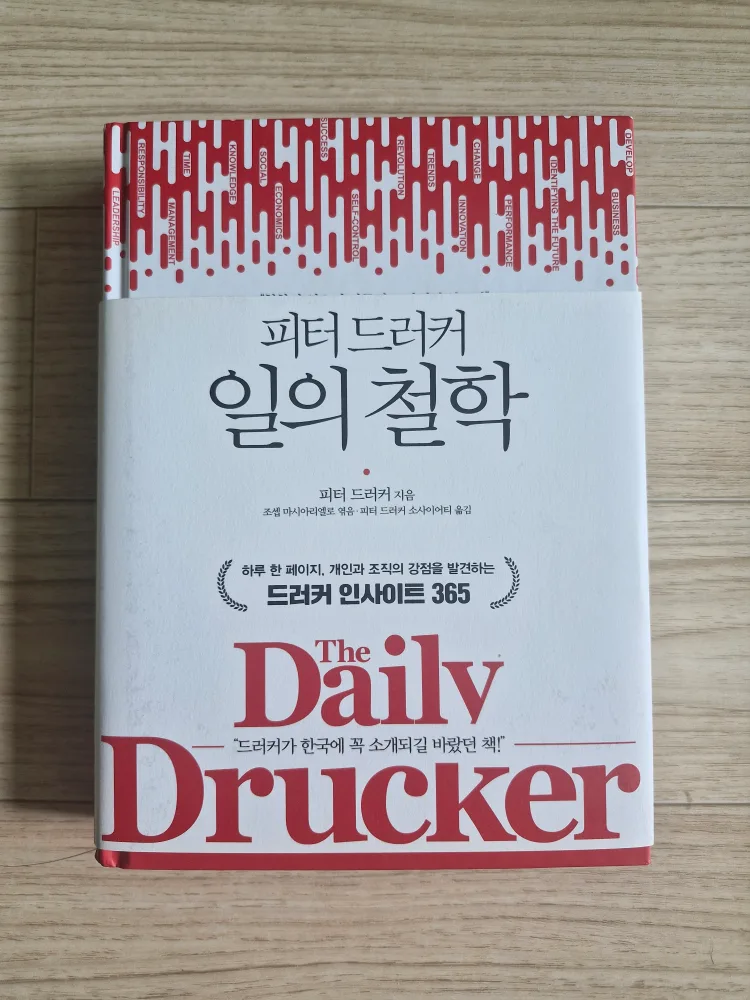 LEADERSHIP
RESPONSIBILITY
TIME
MANAGEMENT
KNOWLEDGE
SOCIAL
ECONOMICS
SUCCESS
SELF-CONTROL
REVOLUTION
TRENDS
INNOVATION
CHANGE
PERFORMANCE
IDENTIFYING THE FUTURE
BUSINESS
DEVELOP
피터 드러커
일의 철학
피터 드러커 지음
조셉 마시아리엘로 엮음·피터 드러커 소사이어티 옮김
하루 한 페이지, 개인과 조직의 강점을 발견하는
드러커 인사이트 365
The
Daily
“드러커가 한국에 꼭 소개되길 바랐던 책!”
Drucker